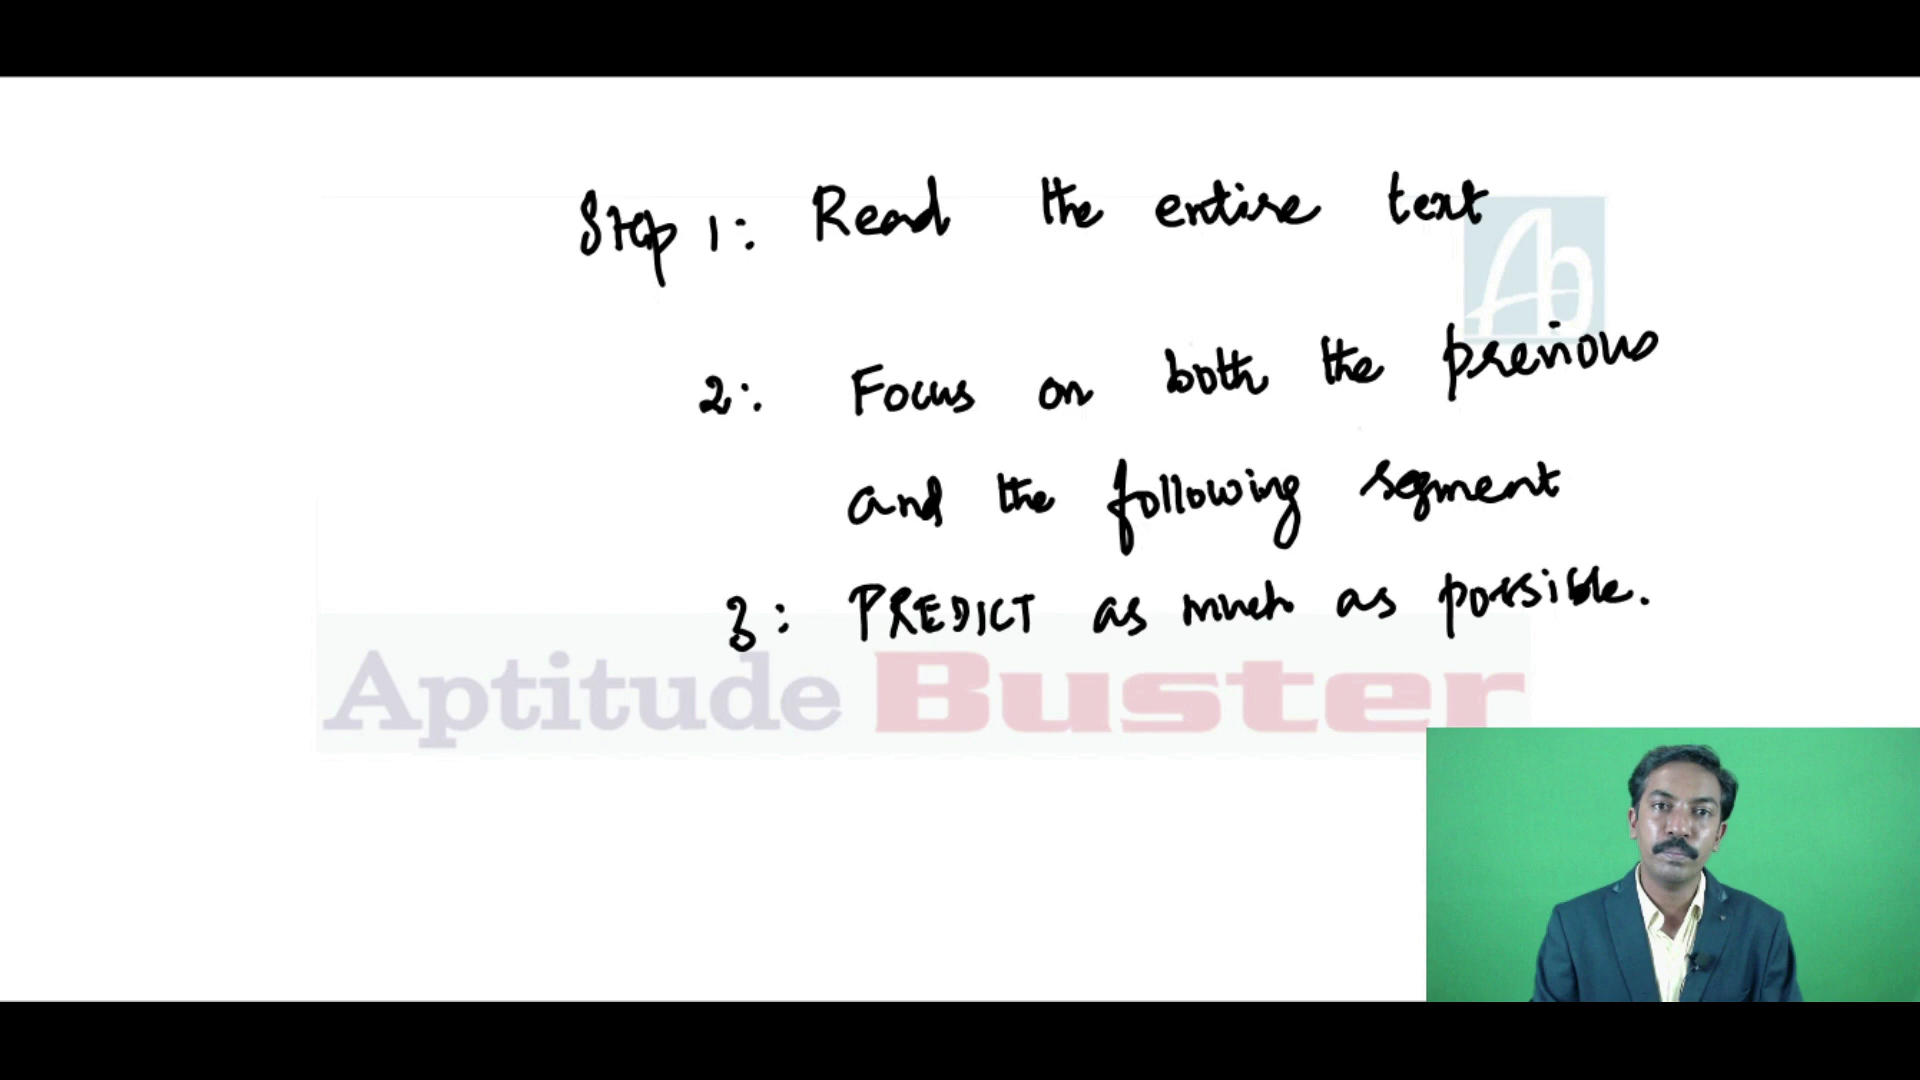 Step 1: Read the entire text
Ab
2: Focus on both the previous
and the following segment
3: PREDICT as much as possible.
Aptitude Buster